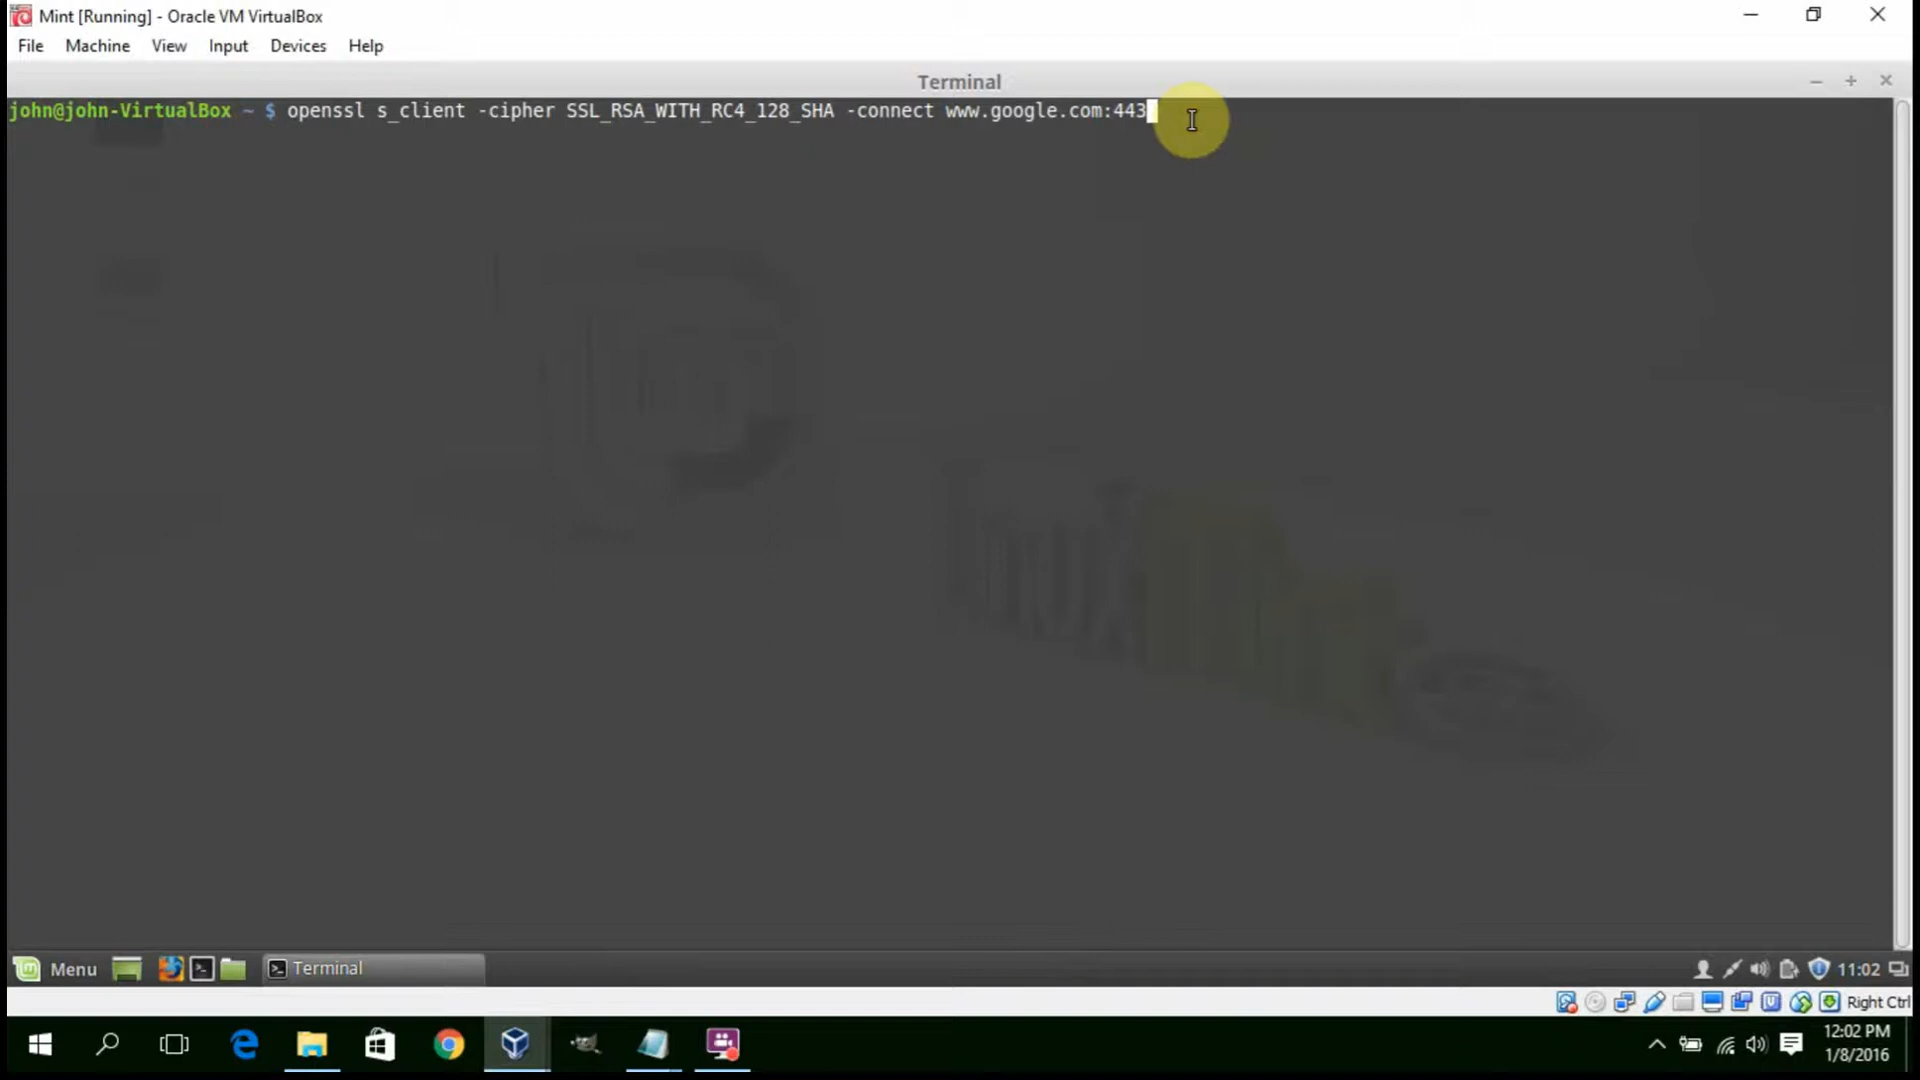 Mint [Running] - Oracle VM VirtualBox
File Machine View Input Devices Help
Terminal
john@john-VirtualBox ~ $ openssl s_client -cipher SSL_RSA_WITH_RC4_128_SHA -connect www.google.com:443
Menu Terminal 11:02
Right Ctrl
12:02 PM
1/8/2016